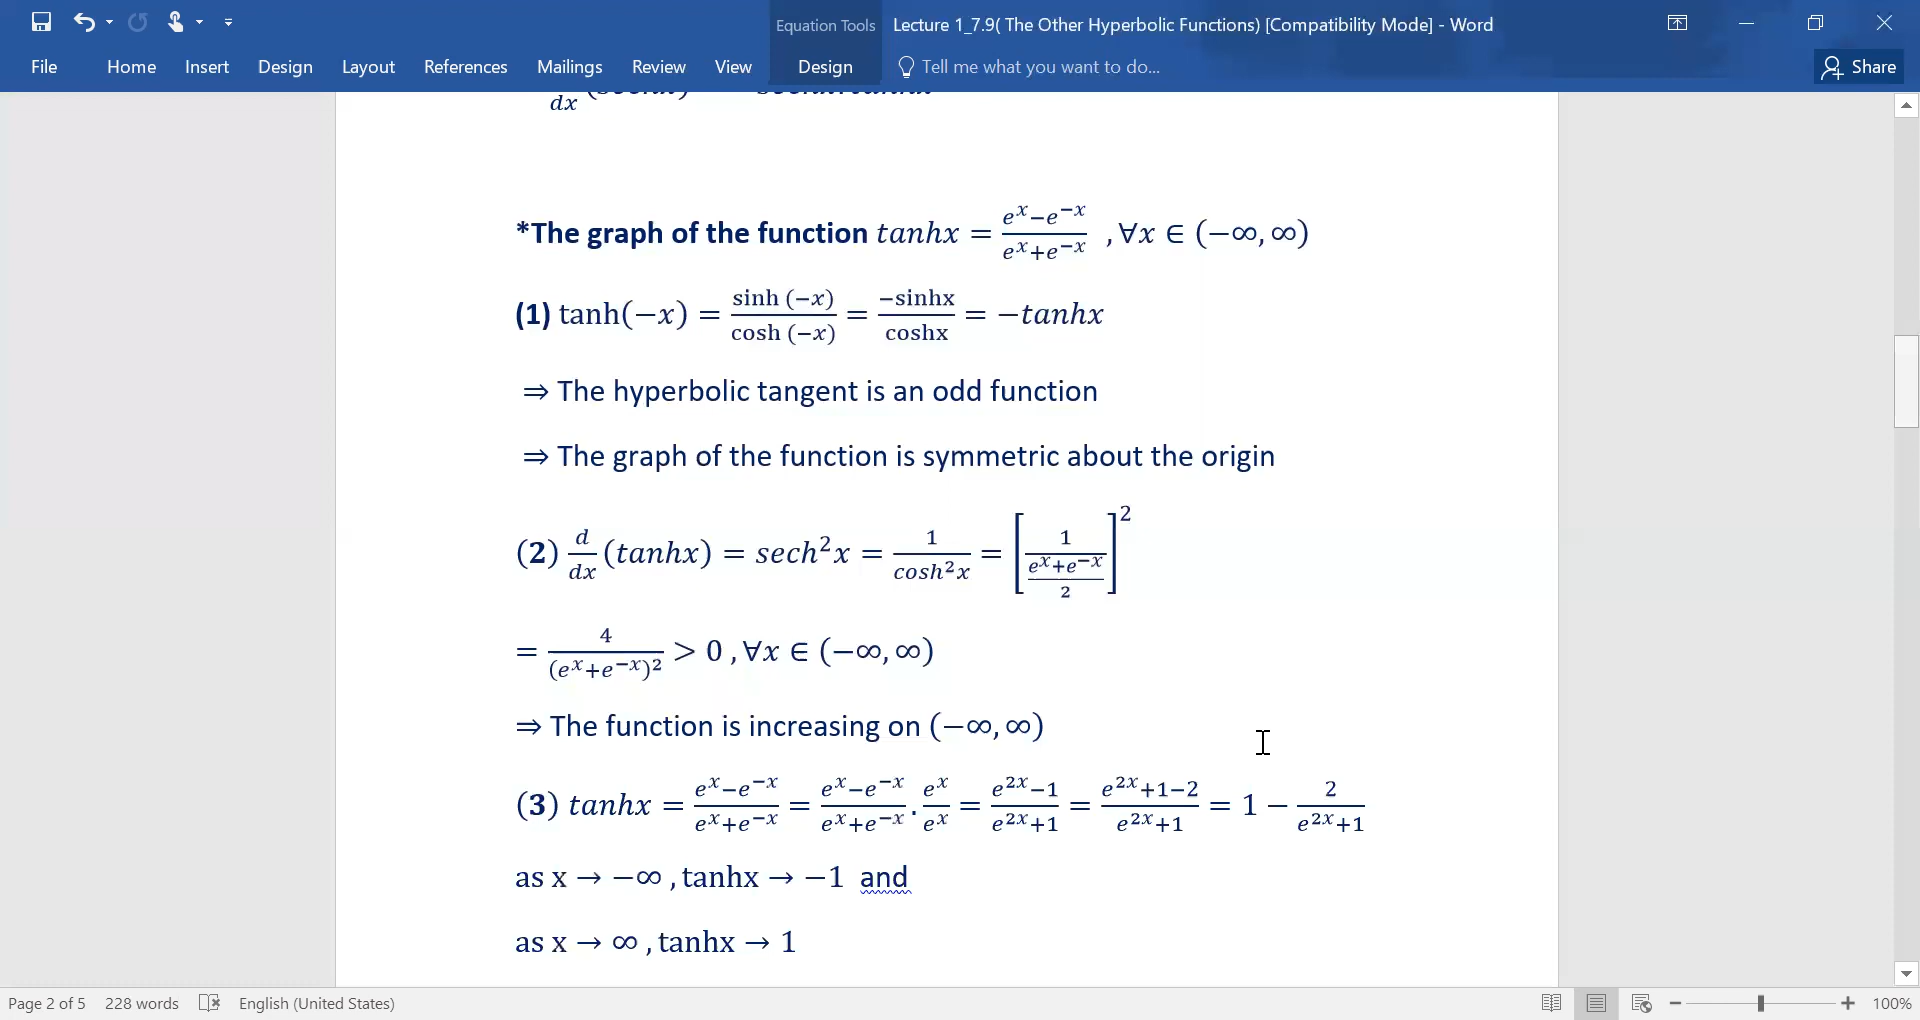 Equation Tools
Lecture 1_7.9( The Other Hyperbolic Functions) [Compatibility Mode] - Word
File Home Insert Design Layout References Mailings Review View Design Tell me what you want to do... Share
dx
*The graph of the function tanhx = (e^x−e^−x)/(e^x+e^−x) , ∀x ∈ (−∞, ∞)
(1) tanh(−x) = sinh (−x)/cosh (−x) = −sinhx/coshx = −tanhx
⇒ The hyperbolic tangent is an odd function
⇒ The graph of the function is symmetric about the origin
(2) d/dx (tanhx) = sech²x = 1/cosh²x = [1/((e^x+e^−x)/2)]²
= 4/(e^x+e^−x)² > 0 , ∀x ∈ (−∞, ∞)
⇒ The function is increasing on (−∞, ∞)
(3) tanhx = (e^x−e^−x)/(e^x+e^−x) = (e^x−e^−x)/(e^x+e^−x) . e^x/e^x = (e^2x−1)/(e^2x+1) = (e^2x+1−2)/(e^2x+1) = 1 − 2/(e^2x+1)
as x → −∞ , tanhx → −1 and
as x → ∞ , tanhx → 1
Page 2 of 5 228 words English (United States) 100%